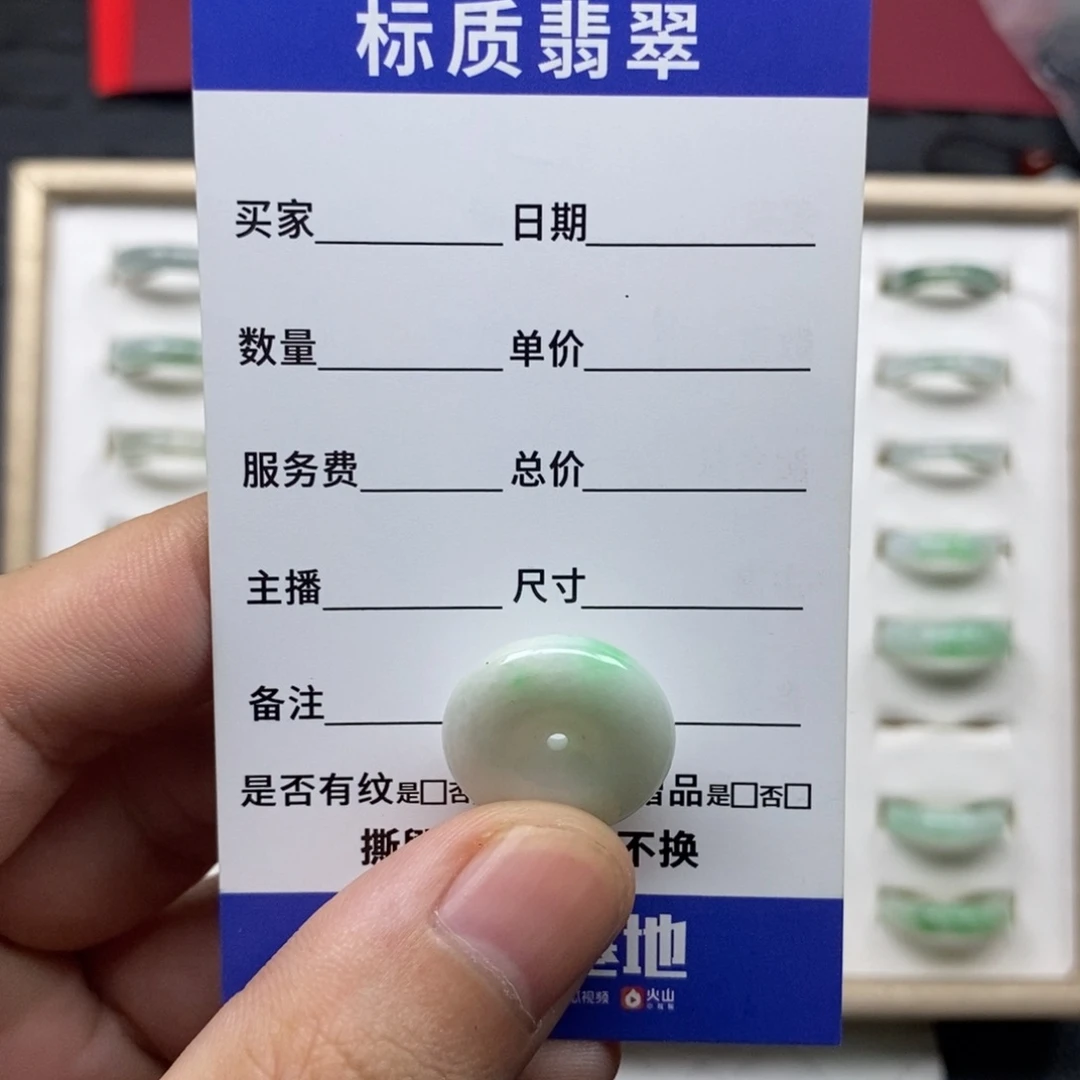 标质翡翠
买家 日期
数量 单价
服务费 总价
主播 尺寸
备注
是否有纹 是□否 品 是□否□
撕 不换
地
视频 火山